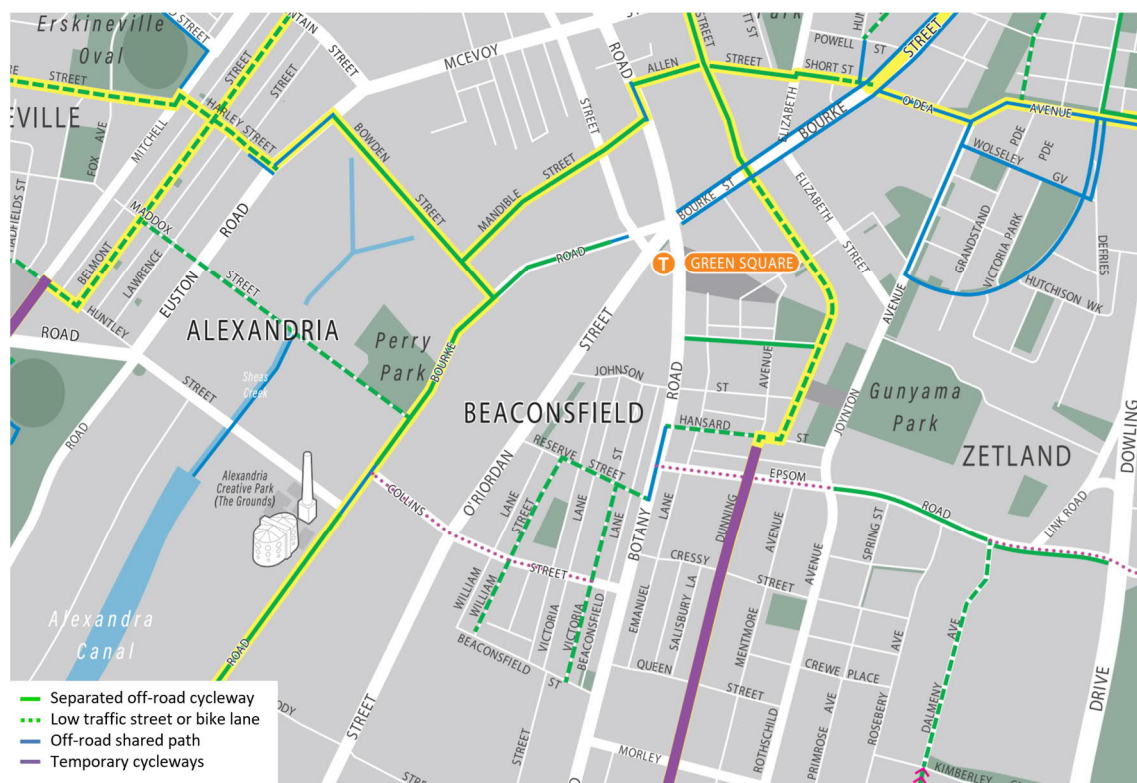 Erskineville
Oval
STREET
MCEVOY
ROAD
STREET
Park
POWELL
ST
STREET
ALLEN
STREET
SHORT ST
STREET
STREET
STREET
STREET
HARLEY STREET
EVILLE
FOX AVE
MITCHELL
BOWDEN
STREET
STREET
ELIZABETH
BOURKE
O'DEA
AVENUE
PDE
PDE
WOLSELEY
GV
MADDOX
ROAD
MANDIBLE
STREET
BOURKE ST
ELIZABETH
STREET
GRANDSTAND
VICTORIA PARK
DEFRIES
HUTCHISON WK
BELMONT
LAWRENCE
STREET
EUSTON
ROAD
T
GREEN SQUARE
AVENUE
HUNTLEY
ROAD
ALEXANDRIA
Perry
Park
BOURKE
STREET
Sheas
Creek
STREET
JOHNSON
ST
ROAD
AVENUE
JOYNTON
Gunyama
Park
BEACONSFIELD
HANSARD
ST
ZETLAND
DOWLING
ROAD
RESERVE
STREET
ST
EPSOM
ROAD
LINK ROAD
Alexandria
Creative Park
(The Grounds)
COLLINS
O'RIORDAN
LANE
STREET
LANE
LANE
BOTANY
LANE
DUNNING
AVENUE
SPRING ST
CRESSY
STREET
STREET
AVENUE
WILLIAM
WILLIAM
VICTORIA
VICTORIA
BEACONSFIELD
EMANUEL
SALISBURY LA
MENTMORE
AVE
AVE
Alexandra
Canal
ROAD
BEACONSFIELD
ST
QUEEN
STREET
CREWE PLACE
DRIVE
STREET
STREET
MORLEY
ROTHSCHILD
PRIMROSE AVE
ROSEBERY
DALMENY
KIMBERLEY
Separated off-road cycleway
Low traffic street or bike lane
Off-road shared path
Temporary cycleways